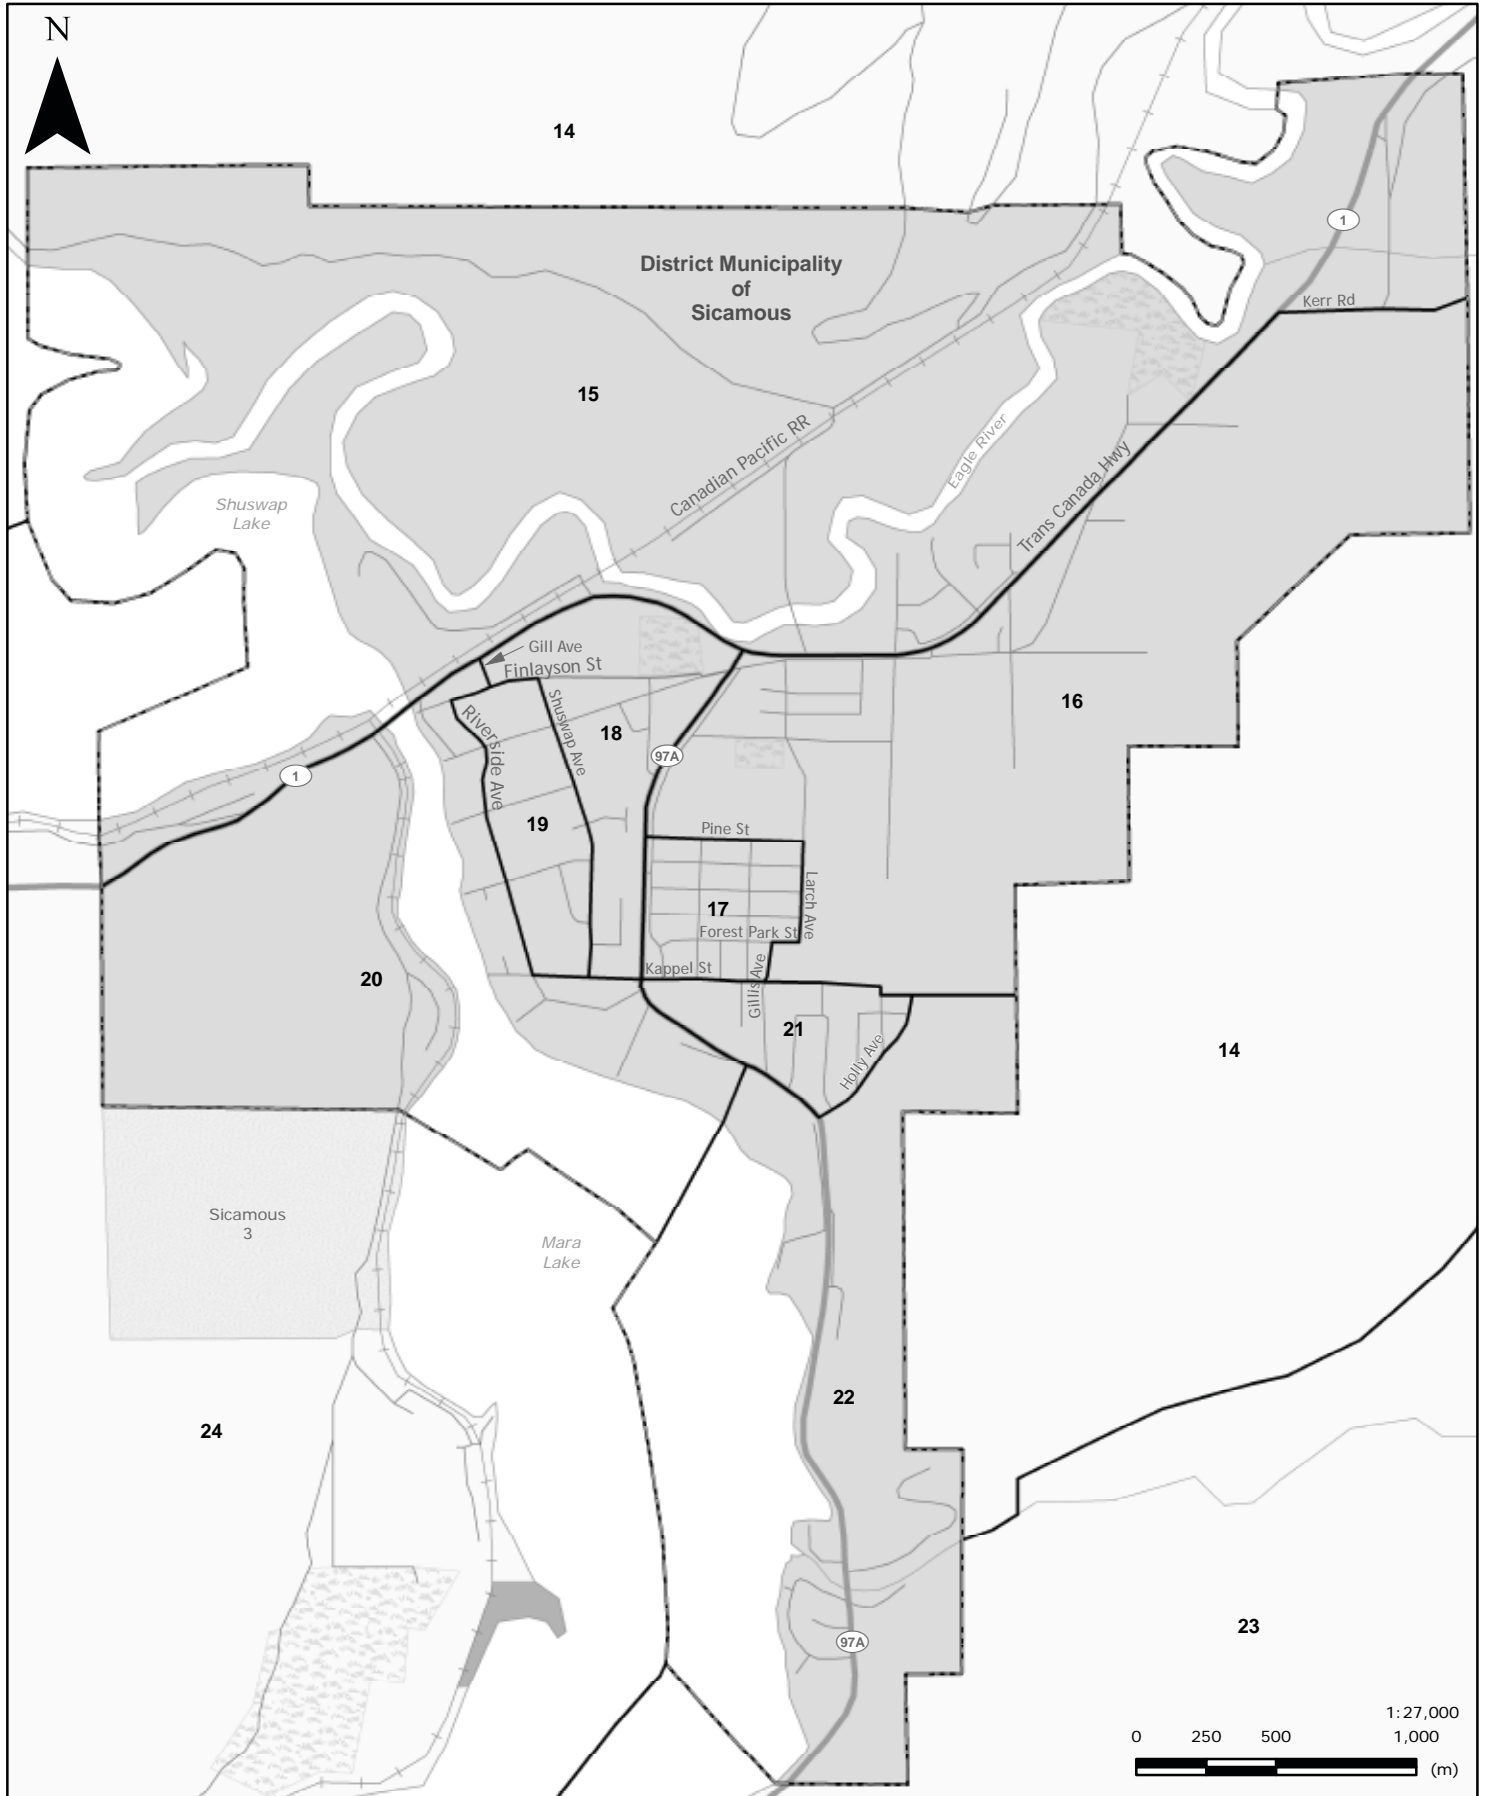 N
14
1
District Municipality
of
Sicamous
Kerr Rd
15
Canadian Pacific RR
Eagle River
Trans Canada Hwy
Shuswap
Lake
Gill Ave
Finlayson St
Shuswap Ave
Riverside Ave
18
16
97A
1
19
Pine St
Larch Ave
17
Forest Park St
Kappel St
Gillis Ave
20
21
14
Holly Ave
Sicamous
3
Mara
Lake
22
24
23
97A
1:27,000
0 250 500 1,000
(m)